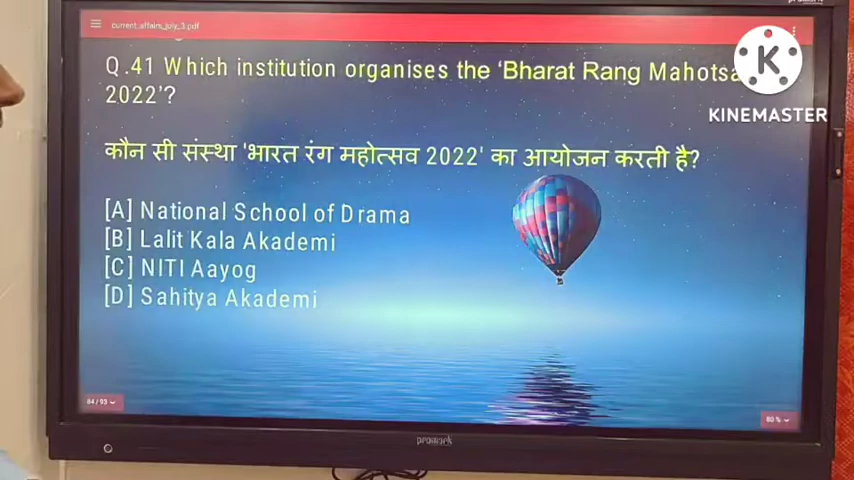 current_affairs_july_3.pdf
Q.41 Which institution organises the ‘Bharat Rang Mahotsa
2022’?
KINEMASTER
कौन सी संस्था 'भारत रंग महोत्सव 2022' का आयोजन करती है?
[A] National School of Drama
[B] Lalit Kala Akademi
[C] NITI Aayog
[D] Sahitya Akademi
84 / 93
80 %
promark